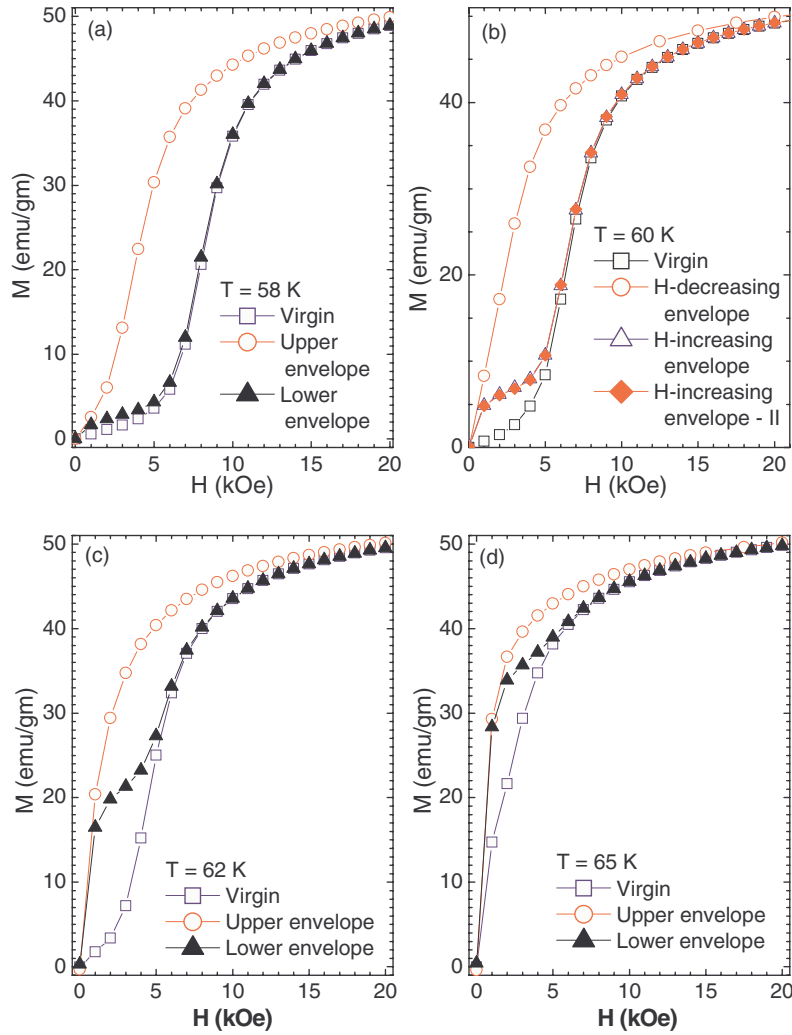 (a)
50
40
30
20
10
0
M (emu/gm)
T = 58 K
Virgin
Upper
envelope
Lower
envelope
0 5 10 15 20
H (kOe)
(b)
40
20
0
M (emu/gm)
T = 60 K
Virgin
H-decreasing
envelope
H-increasing
envelope
H-increasing
envelope - II
0 5 10 15 20
H (kOe)
(c)
50
40
30
20
10
0
M (emu/gm)
T = 62 K
Virgin
Upper envelope
Lower envelope
0 5 10 15 20
H (kOe)
(d)
50
40
30
20
10
0
M (emu/gm)
T = 65 K
Virgin
Upper envelope
Lower envelope
0 5 10 15 20
H (kOe)